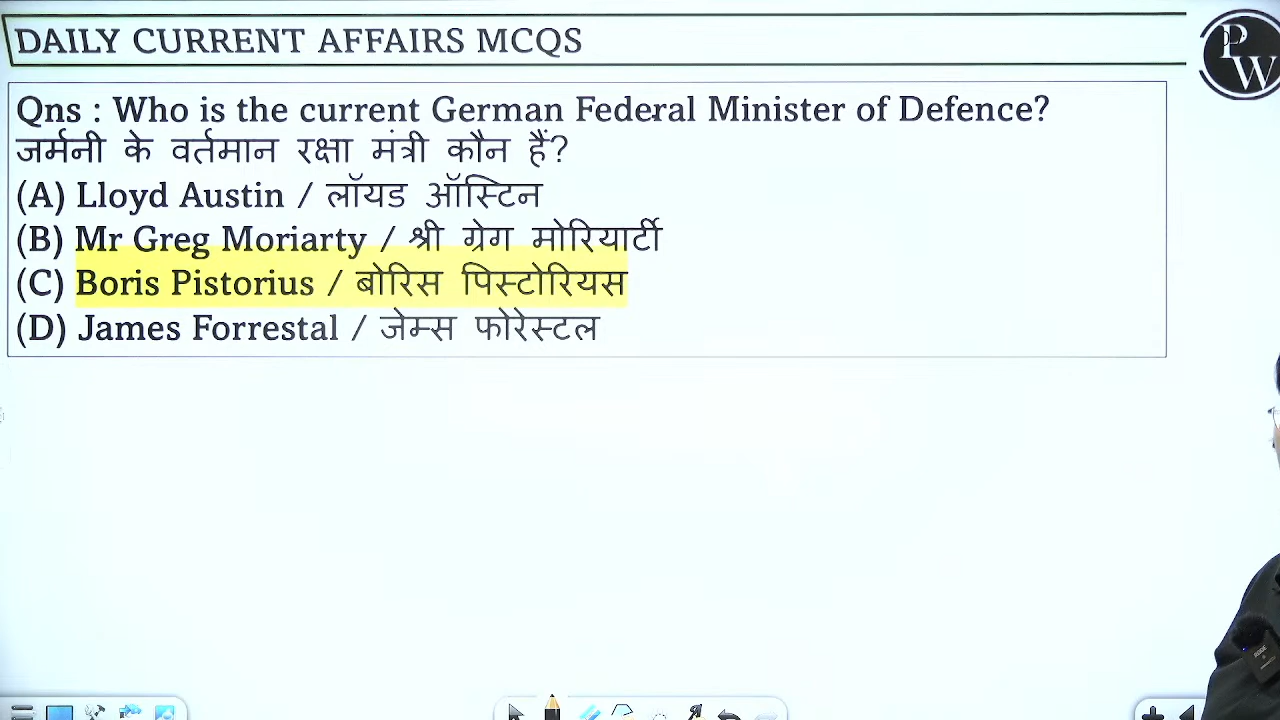 DAILY CURRENT AFFAIRS MCQS
PW
Qns : Who is the current German Federal Minister of Defence?
जर्मनी के वर्तमान रक्षा मंत्री कौन हैं?
(A) Lloyd Austin / लॉयड ऑस्टिन
(B) Mr Greg Moriarty / श्री ग्रेग मोरियार्टी
(C) Boris Pistorius / बोरिस पिस्टोरियस
(D) James Forrestal / जेम्स फोरेस्टल